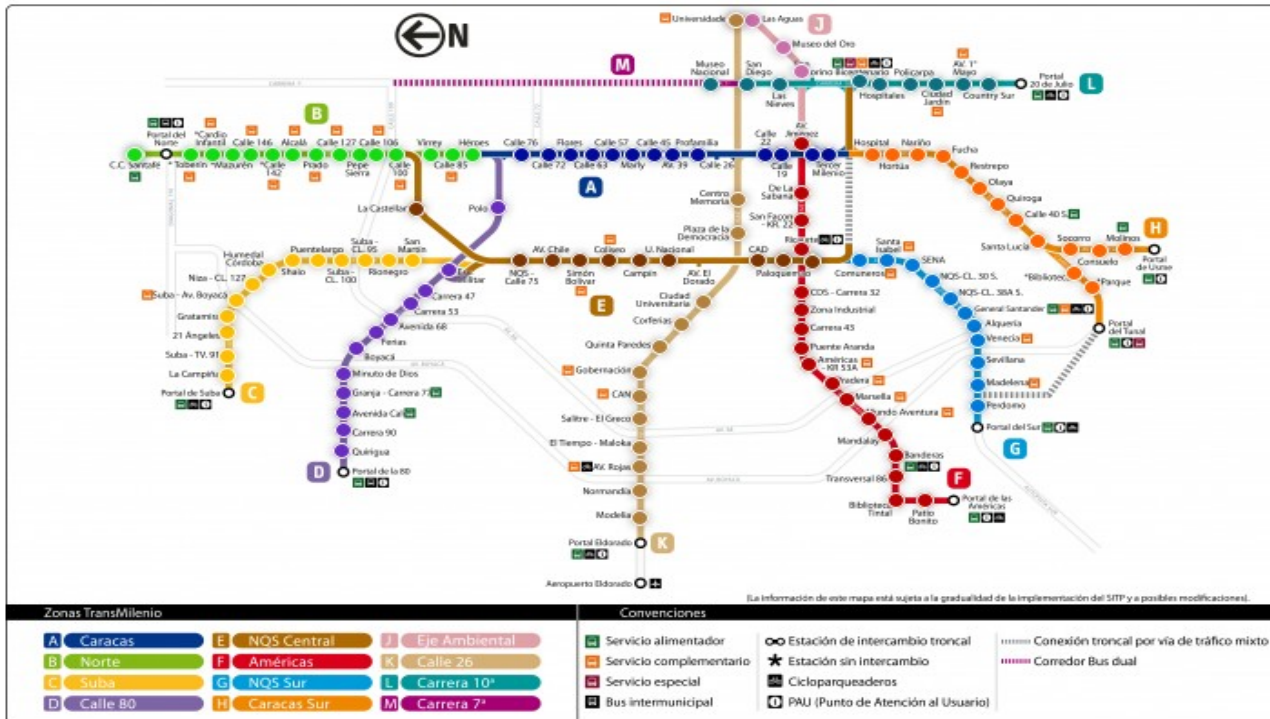 Universidades
Las Aguas
J
Museo del Oro
N
M
Museo
Nacional
San
Diego
Las
Nieves
Hospitales
Policarpa
Ciudad
Jardín
AV. 1°
Mayo
Country Sur
Portal
20 de Julio
L
B
Portal del
Norte
C.C. Santafé
*Toberín
*Cardio
Infantil
*Mazurén
Calle 146
*Calle
142
Alcalá
Prado
Calle 127
Pepe
Sierra
Calle 106
Calle
100
Virrey
Calle 85
Héroes
Calle 76
Calle 72
Flores
Calle 63
Calle 57
Marly
Calle 45
AV. 39
Profamilia
Calle 26
Calle
22
Calle
19
AV.
Jiménez
Tercer
Milenio
Hospital
Hortúa
Nariño
Fucha
Restrepo
Olaya
Quiroga
Calle 40 S.
Santa Lucía
Socorro
Consuelo
Molinos
H
Portal
de Usme
*Biblioteca
*Parque
Portal
del Tunal
A
La Castellana
Polo
Centro
Memoria
Plaza de la
Democracia
De La
Sabana
San Facon
- KR. 22
Ricaurte
Humedal
Córdoba
Puentelargo
Shaio
Suba
- CL. 95
Suba -
CL. 100
San
Martín
Rionegro
Niza - CL. 127
Suba - Av. Boyacá
Gratamira
21 Ángeles
Suba - TV. 91
La Campiña
Portal de Suba
C
NQS -
Calle 75
AV. Chile
Simón
Bolívar
Coliseo
Campín
U. Nacional
AV. El
Dorado
CAD
Paloquemao
E
Comuneros
Santa
Isabel
SENA
NQS-CL. 30 S.
NQS-CL. 38A S.
General Santander
Alquería
Venecia
Sevillana
Madelena
Perdomo
Portal del Sur
G
Carrera 47
Carrera 53
Avenida 68
Ferias
Boyacá
Minuto de Dios
Granja - Carrera 77
Avenida Cali
Carrera 90
Quirigua
D
Portal de la 80
Ciudad
Universitaria
Corferias
Quinta Paredes
Gobernación
CAN
Salitre - El Greco
El Tiempo - Maloka
AV. Rojas
Normandía
Modelia
Portal Eldorado
K
Aeropuerto Eldorado
CDS - Carrera 32
Zona Industrial
Carrera 43
Puente Aranda
Américas
- KR 53A
Pradera
Marsella
Mundo Aventura
Mandalay
Banderas
Transversal 86
Biblioteca
Tintal
Patio
Bonito
F
Portal de las
Américas
(La información de este mapa está sujeta a la gradualidad de la implementación del SITP y a posibles modificaciones).
Zonas TransMilenio
A Caracas
B Norte
C Suba
D Calle 80
E NQS Central
F Américas
G NQS Sur
H Caracas Sur
J Eje Ambiental
K Calle 26
L Carrera 10ª
M Carrera 7ª
Convenciones
Servicio alimentador
Servicio complementario
Servicio especial
Bus intermunicipal
Estación de intercambio troncal
Estación sin intercambio
Cicloparqueaderos
PAU (Punto de Atención al Usuario)
Conexión troncal por vía de tráfico mixto
Corredor Bus dual